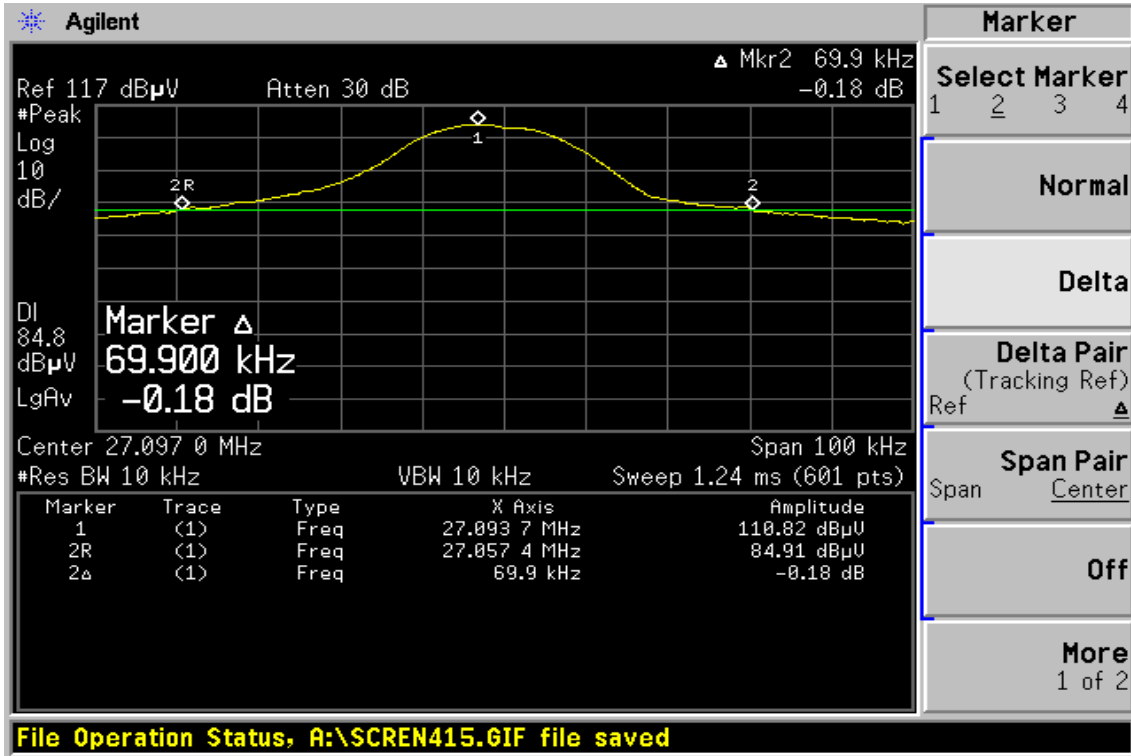 Agilent
Marker
Δ Mkr2 69.9 kHz
Ref 117 dBµV Atten 30 dB -0.18 dB
#Peak
Log
10
dB/
1
2R
2
DI
84.8
dBµV
LgAv
Marker Δ
69.900 kHz
-0.18 dB
Center 27.097 0 MHz Span 100 kHz
#Res BW 10 kHz VBW 10 kHz Sweep 1.24 ms (601 pts)
Marker Trace Type X Axis Amplitude
1 (1) Freq 27.093 7 MHz 110.82 dBµV
2R (1) Freq 27.057 4 MHz 84.91 dBµV
2Δ (1) Freq 69.9 kHz -0.18 dB
Select Marker
1 2 3 4
Normal
Delta
Delta Pair
(Tracking Ref)
Ref Δ
Span Pair
Span Center
Off
More
1 of 2
File Operation Status, A:\SCREN415.GIF file saved